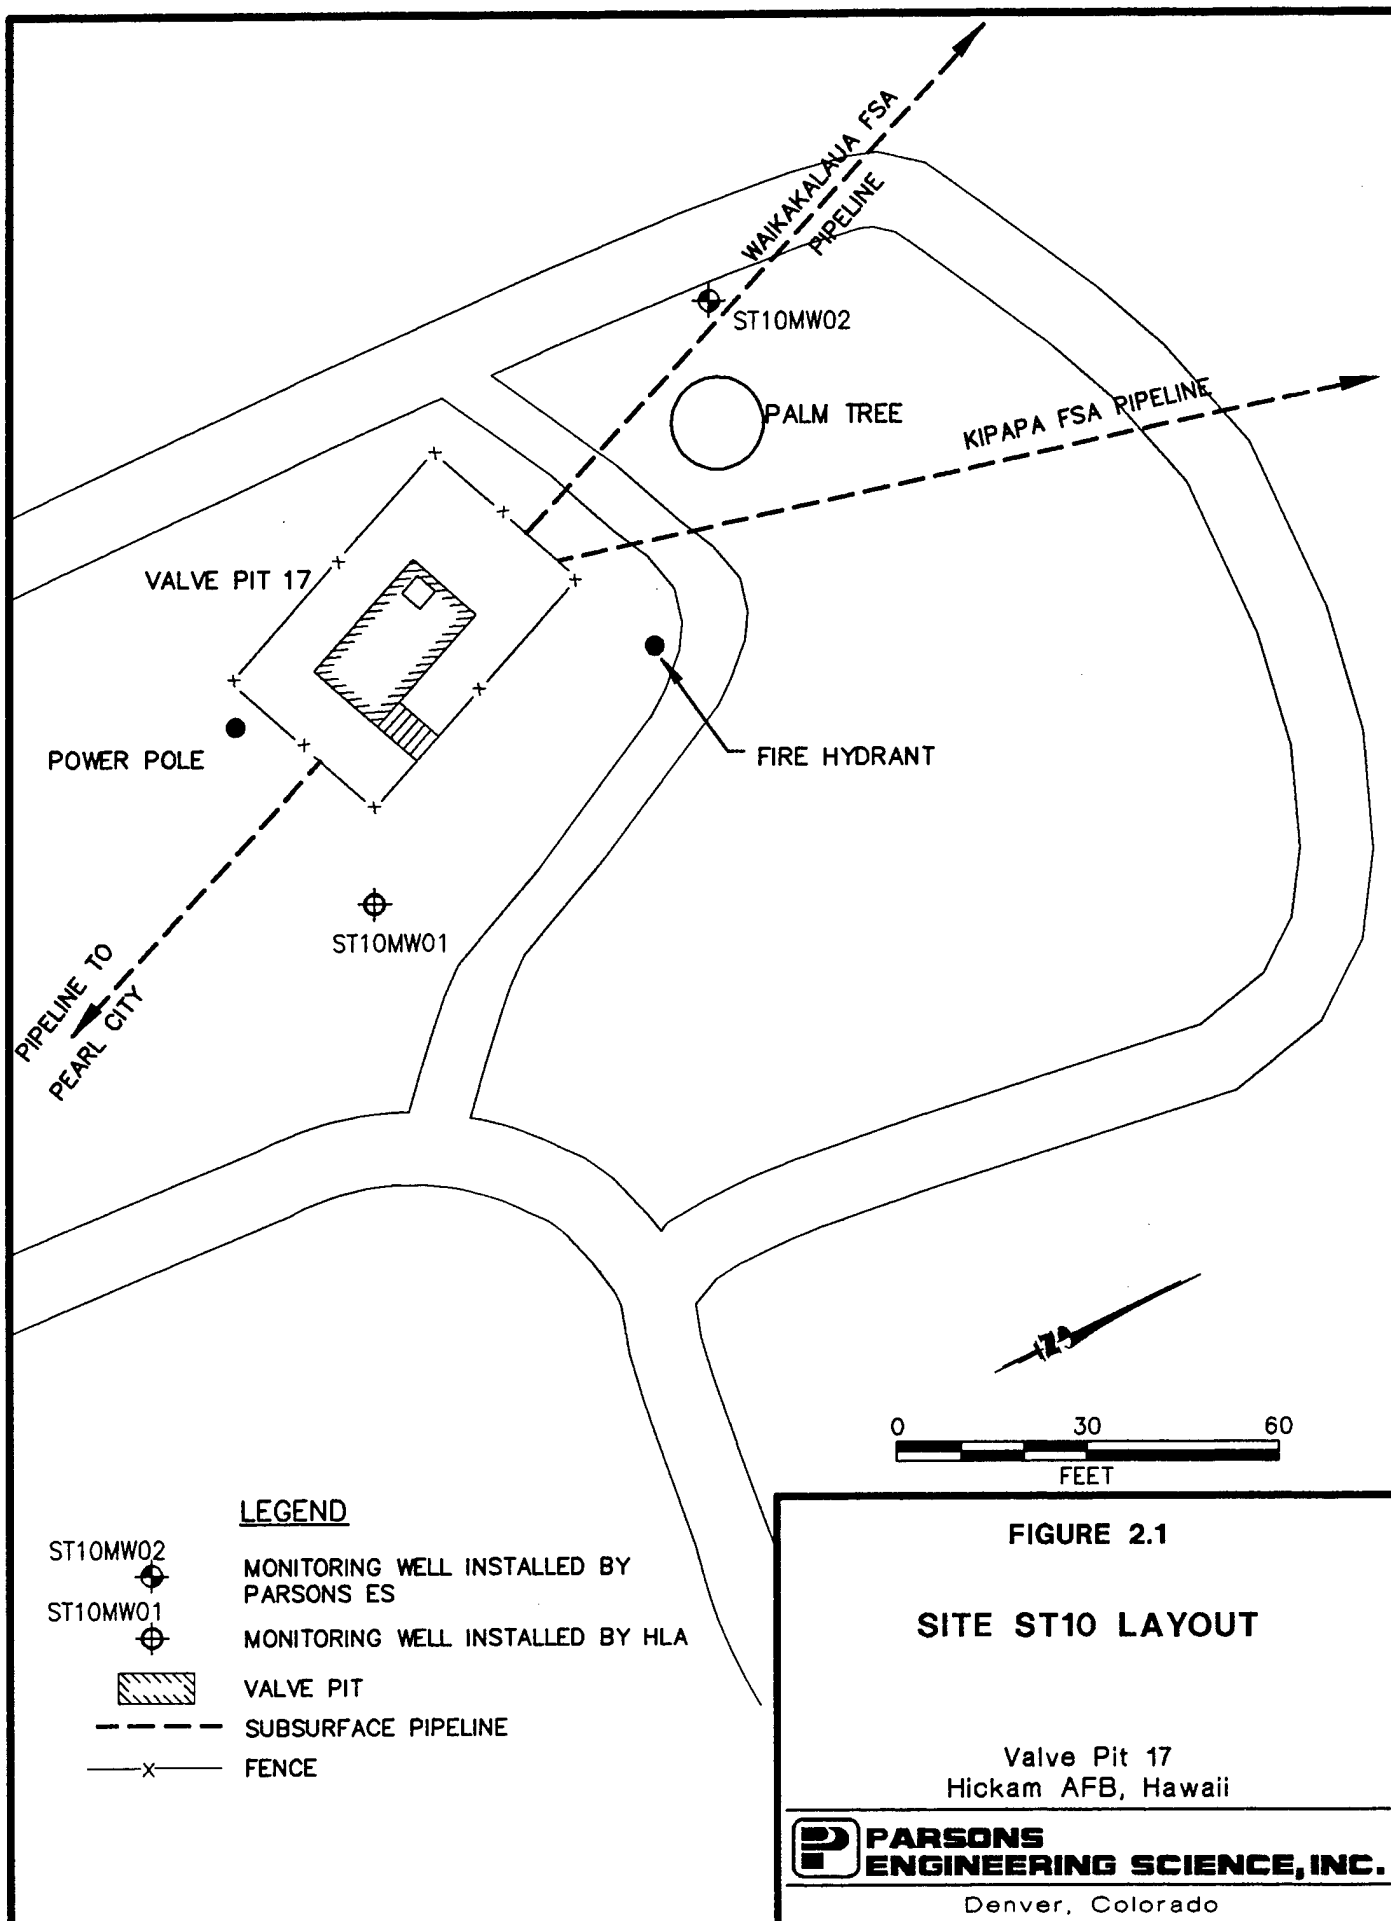 WAIKAKALAUA FSA
PIPELINE
ST10MW02
PALM TREE
KIPAPA FSA PIPELINE
VALVE PIT 17
POWER POLE
FIRE HYDRANT
ST10MW01
PIPELINE TO
PEARL CITY
N
0 30 60
FEET
LEGEND
ST10MW02
MONITORING WELL INSTALLED BY
PARSONS ES
ST10MW01
MONITORING WELL INSTALLED BY HLA
VALVE PIT
SUBSURFACE PIPELINE
x FENCE
FIGURE 2.1
SITE ST10 LAYOUT
Valve Pit 17
Hickam AFB, Hawaii
PARSONS
ENGINEERING SCIENCE, INC.
Denver, Colorado